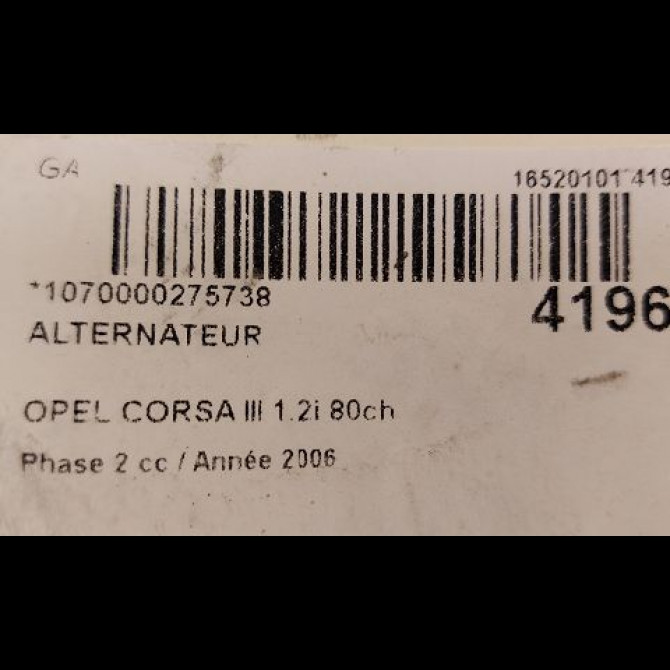 GA
16520101 419
*1070000275738
4196
ALTERNATEUR
OPEL CORSA III 1.2i 80ch
Phase 2 cc / Année 2006